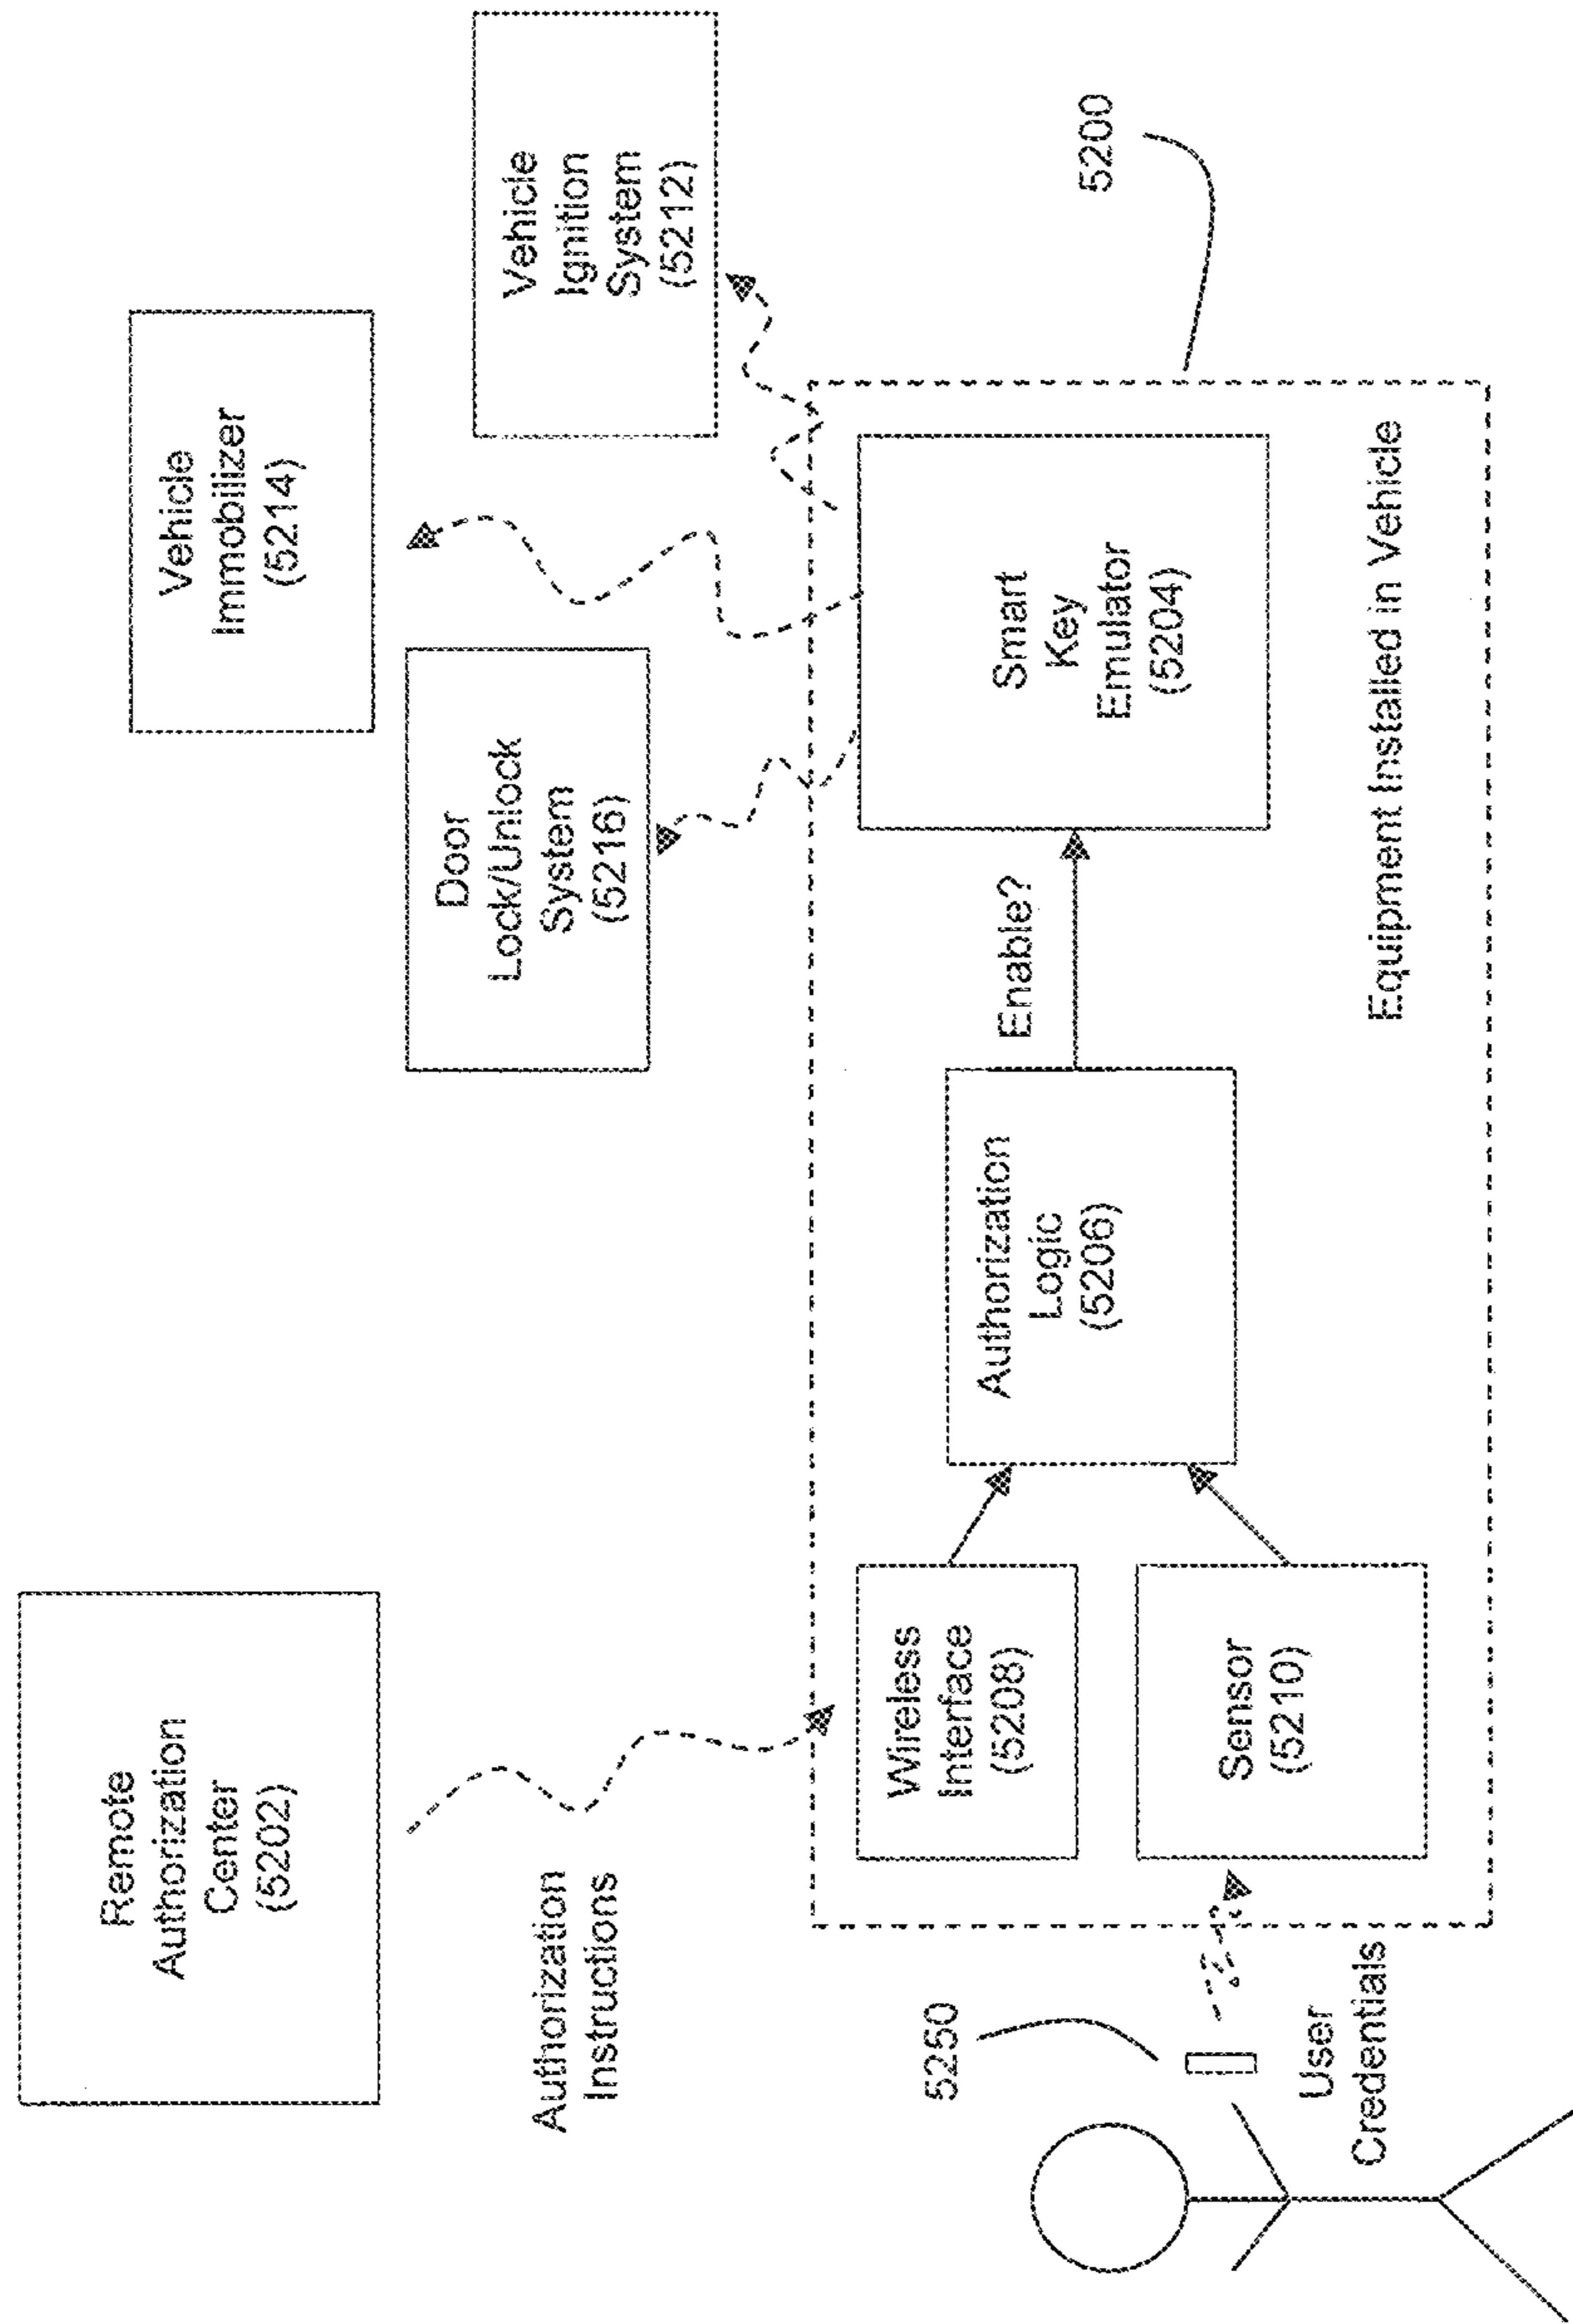 Remote
Authorization
Center
(5202)
Authorization
Instructions
Vehicle
Immobilizer
(5214)
Door
Lock/Unlock
System
(5216)
Vehicle
Ignition
System
(5212)
5200
5250
User
Credentials
Wireless
Interface
(5208)
Sensor
(5210)
Authorization
Logic
(5206)
Enable?
Smart
Key
Emulator
(5204)
Equipment Installed in Vehicle